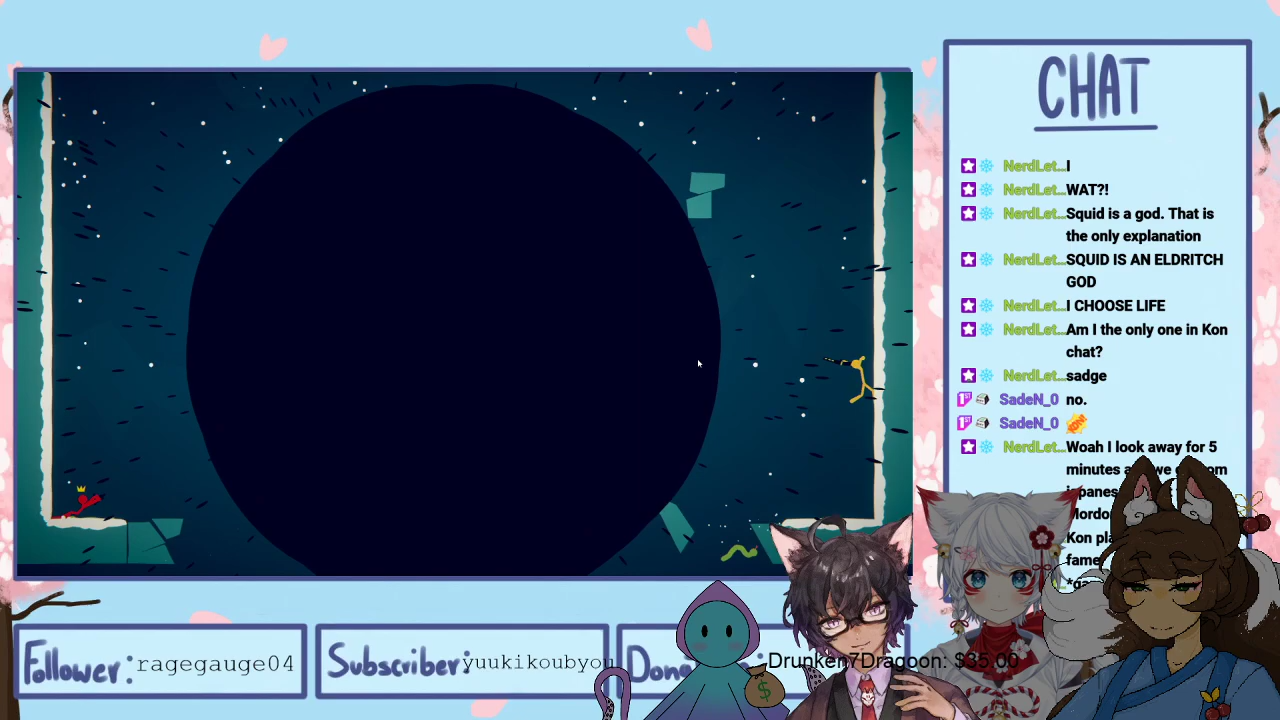 CHAT
NerdLet... I
NerdLet... WAT?!
NerdLet... Squid is a god. That is
the only explanation
NerdLet... SQUID IS AN ELDRITCH
GOD
NerdLet... I CHOOSE LIFE
NerdLet... Am I the only one in Kon
chat?
NerdLet... sadge
SadeN_0 no.
SadeN_0
NerdLet... Woah I look away for 5
minutes
Kon
Follower: ragegauge04
Subscriber: yuukikoubyou
Drunken7Dragoon: $35.00
$